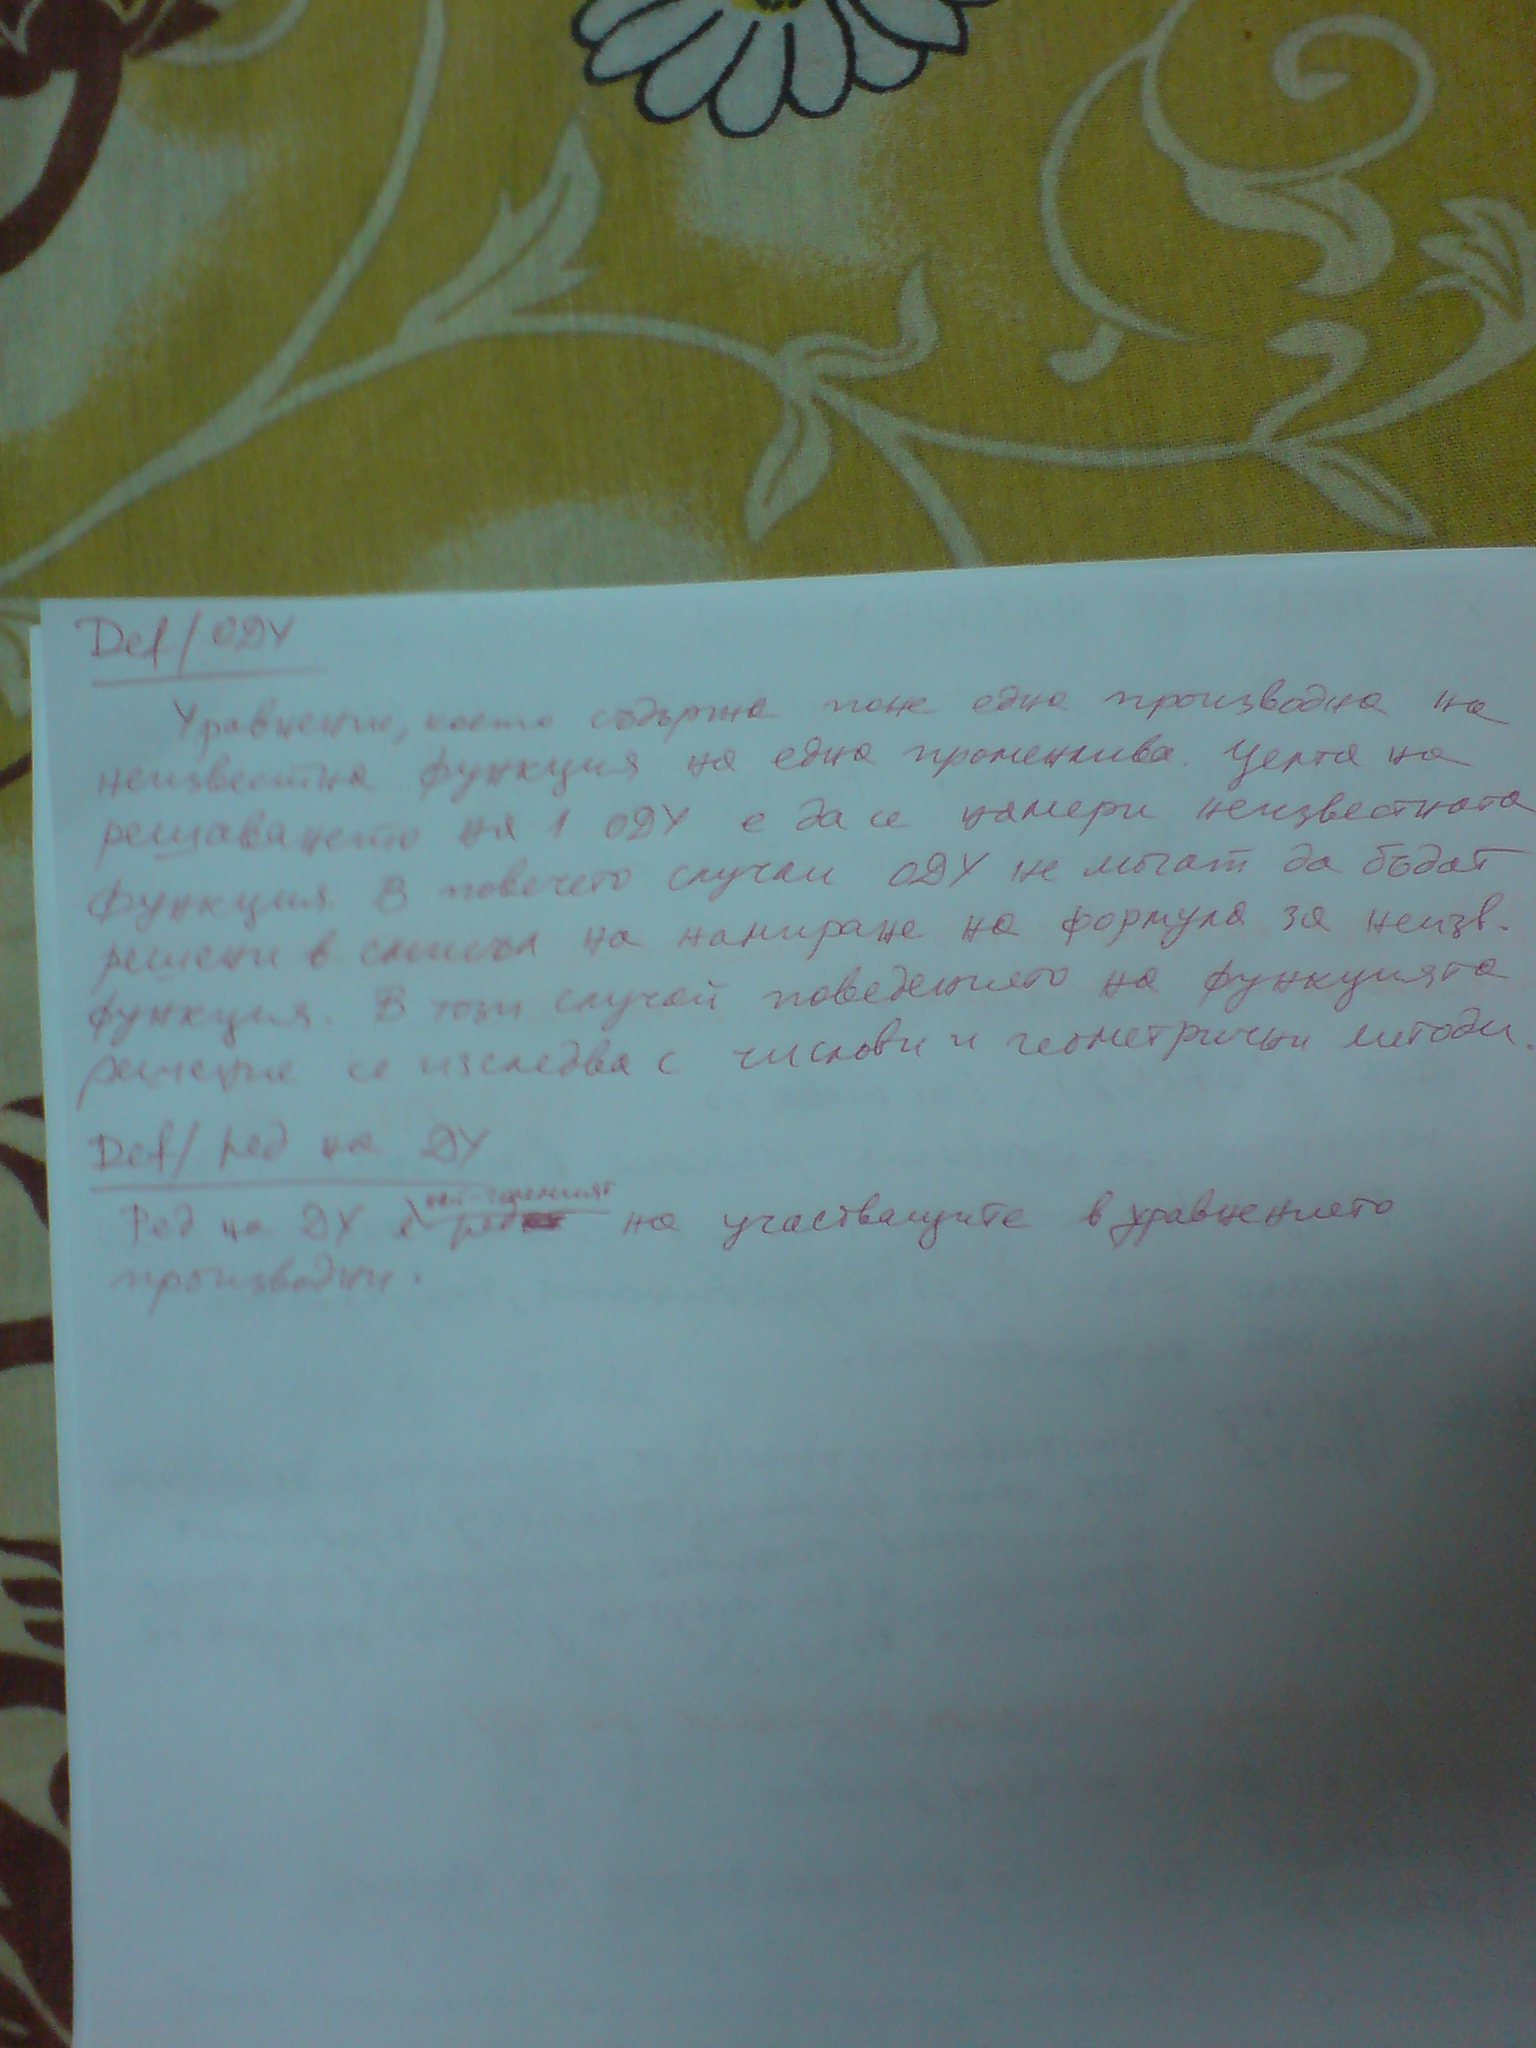 Def/ ОДУ
Уравнение, което съдържа поне една производна на
неизвестна функция на една променлива. Целта на
решаването на 1 ОДУ е да се намери неизвестната
функция. В повечето случаи ОДУ не могат да бъдат
решени в смисъл на намиране на формула за неизв.
функция. В този случай поведението на функцията
решение се изследва с числови и геометрични методи.
Def/ ред на ДУ
Ред на ДУ е най-големият ред на участващите в уравнението
производни.